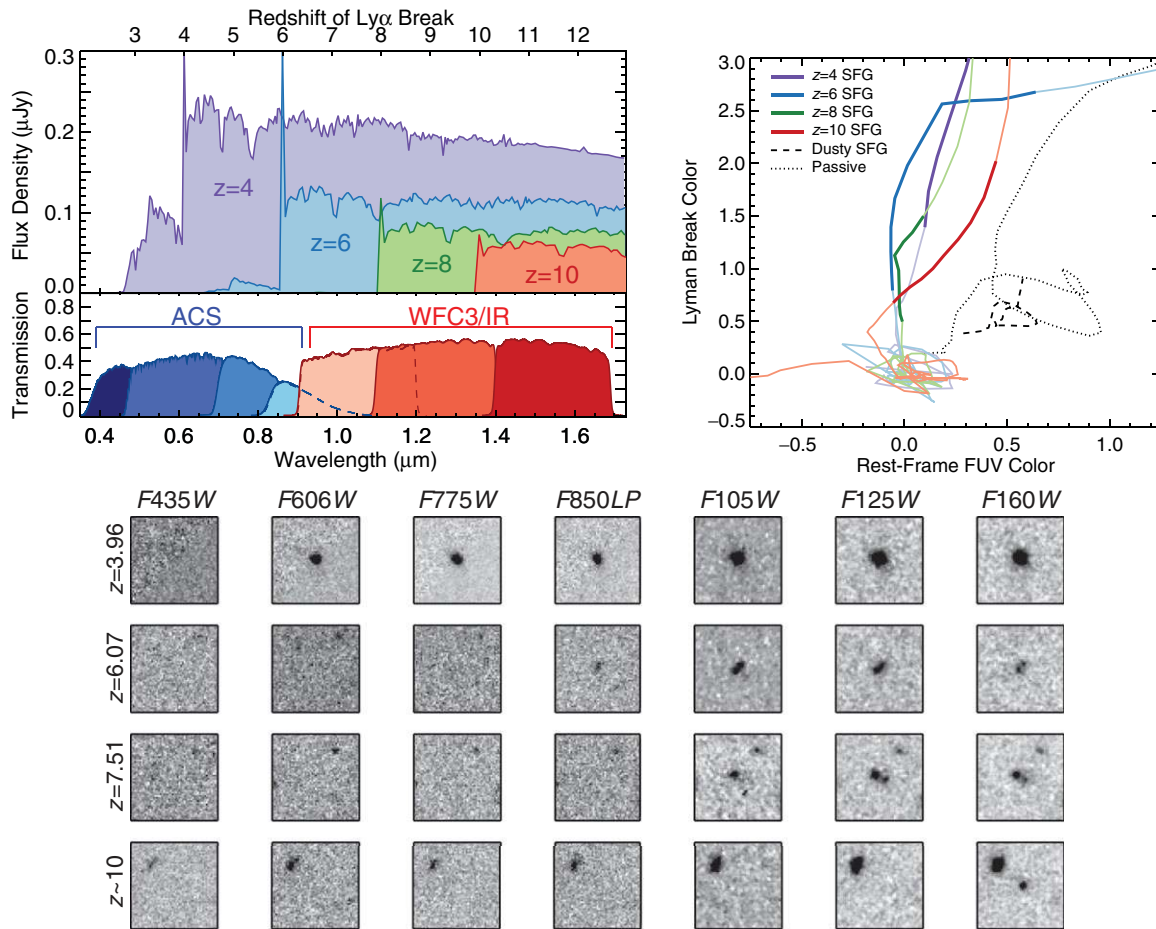 Redshift of Lyα Break
3 4 5 6 7 8 9 10 11 12
Flux Density (μJy)
0.3
0.2
0.1
0.0
z=4
z=6
z=8
z=10
Transmission
0.8
0.6
0.4
0.2
0
ACS
WFC3/IR
0.4 0.6 0.8 1.0 1.2 1.4 1.6
Wavelength (μm)
Lyman Break Color
3.0
2.5
2.0
1.5
1.0
0.5
0.0
−0.5
z=4 SFG
z=6 SFG
z=8 SFG
z=10 SFG
Dusty SFG
Passive
−0.5 0.0 0.5 1.0
Rest-Frame FUV Color
F435W F606W F775W F850LP F105W F125W F160W
z=3.96
z=6.07
z=7.51
z~10